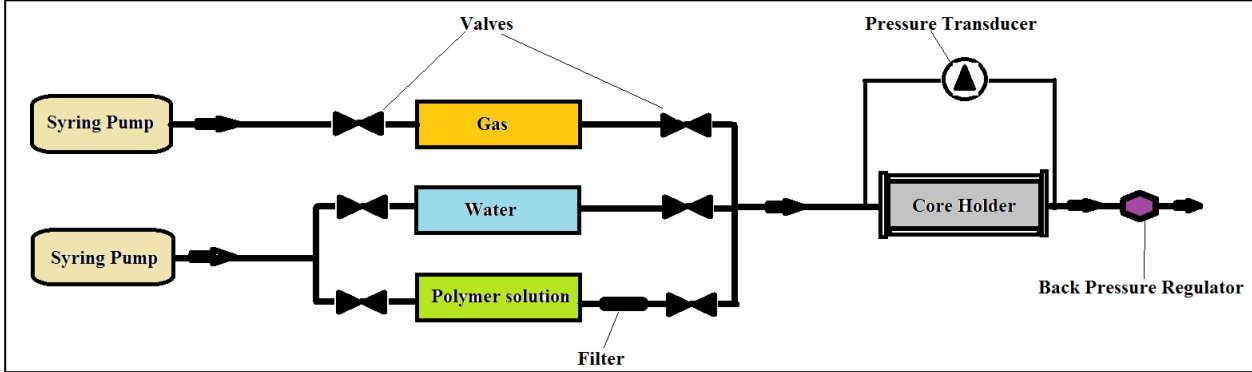 Valves
Pressure Transducer
Syring Pump
Gas
Water
Core Holder
Syring Pump
Polymer solution
Back Pressure Regulator
Filter